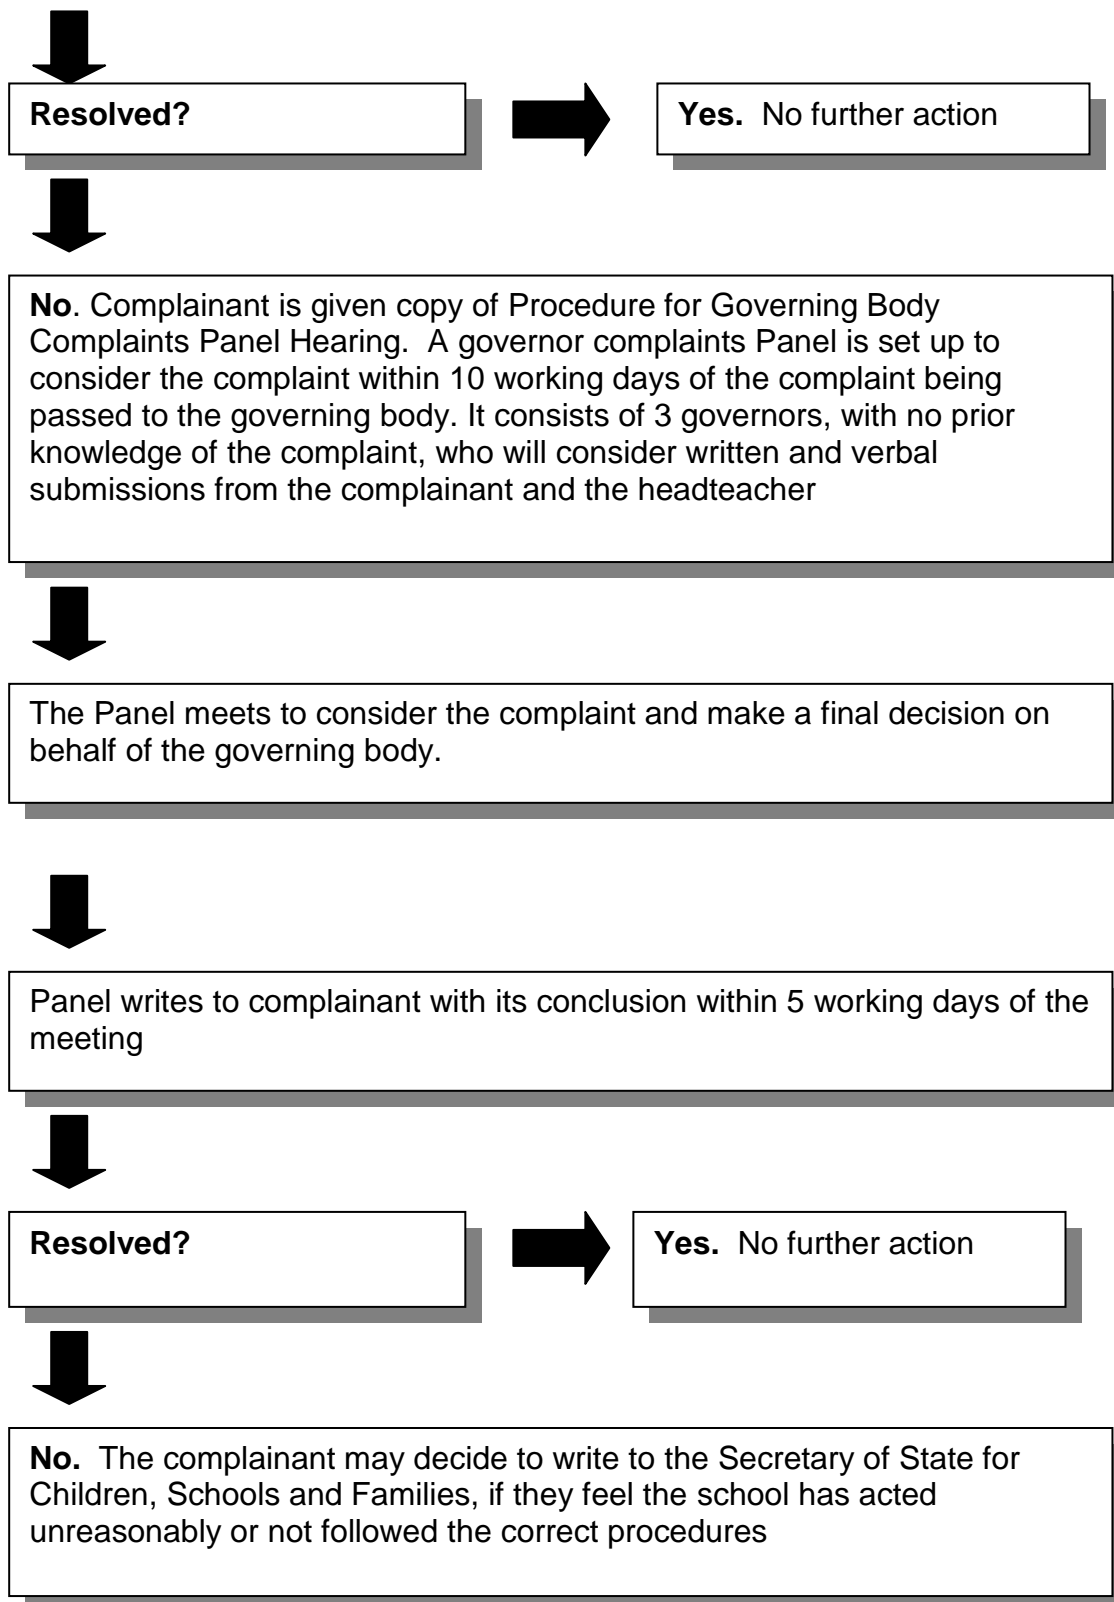 Resolved?
Yes. No further action
No. Complainant is given copy of Procedure for Governing Body
Complaints Panel Hearing. A governor complaints Panel is set up to
consider the complaint within 10 working days of the complaint being
passed to the governing body. It consists of 3 governors, with no prior
knowledge of the complaint, who will consider written and verbal
submissions from the complainant and the headteacher
The Panel meets to consider the complaint and make a final decision on
behalf of the governing body.
Panel writes to complainant with its conclusion within 5 working days of the
meeting
Resolved?
Yes. No further action
No. The complainant may decide to write to the Secretary of State for
Children, Schools and Families, if they feel the school has acted
unreasonably or not followed the correct procedures